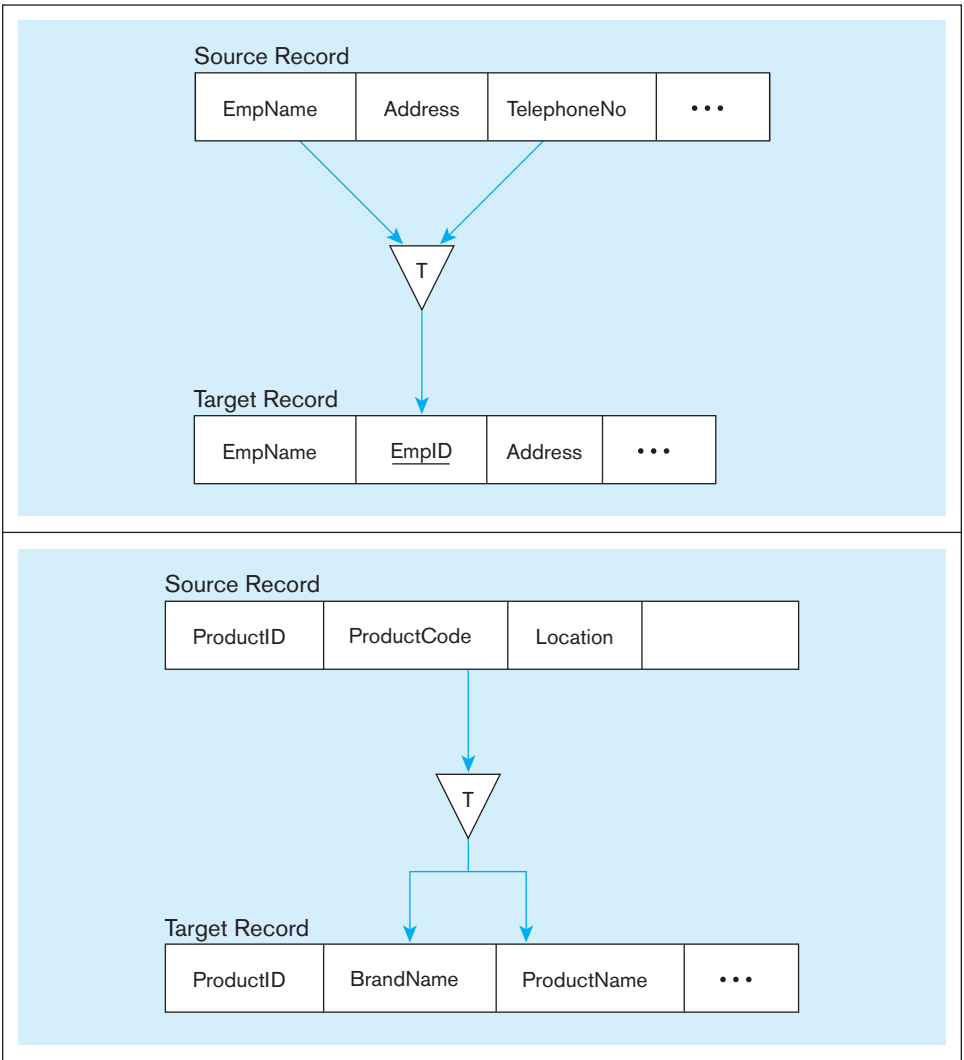 Source Record
EmpName Address TelephoneNo •••
T
Target Record
EmpName EmpID Address •••
Source Record
ProductID ProductCode Location
T
Target Record
ProductID BrandName ProductName •••